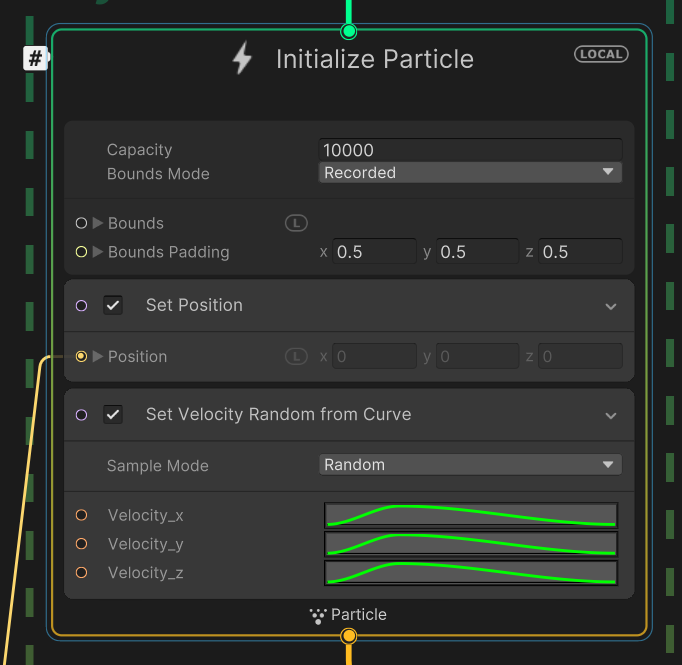 #
Initialize Particle
LOCAL
Capacity 10000
Bounds Mode Recorded
Bounds L
Bounds Padding x 0.5 y 0.5 z 0.5
Set Position
Position L x 0 y 0 z 0
Set Velocity Random from Curve
Sample Mode Random
Velocity_x
Velocity_y
Velocity_z
Particle